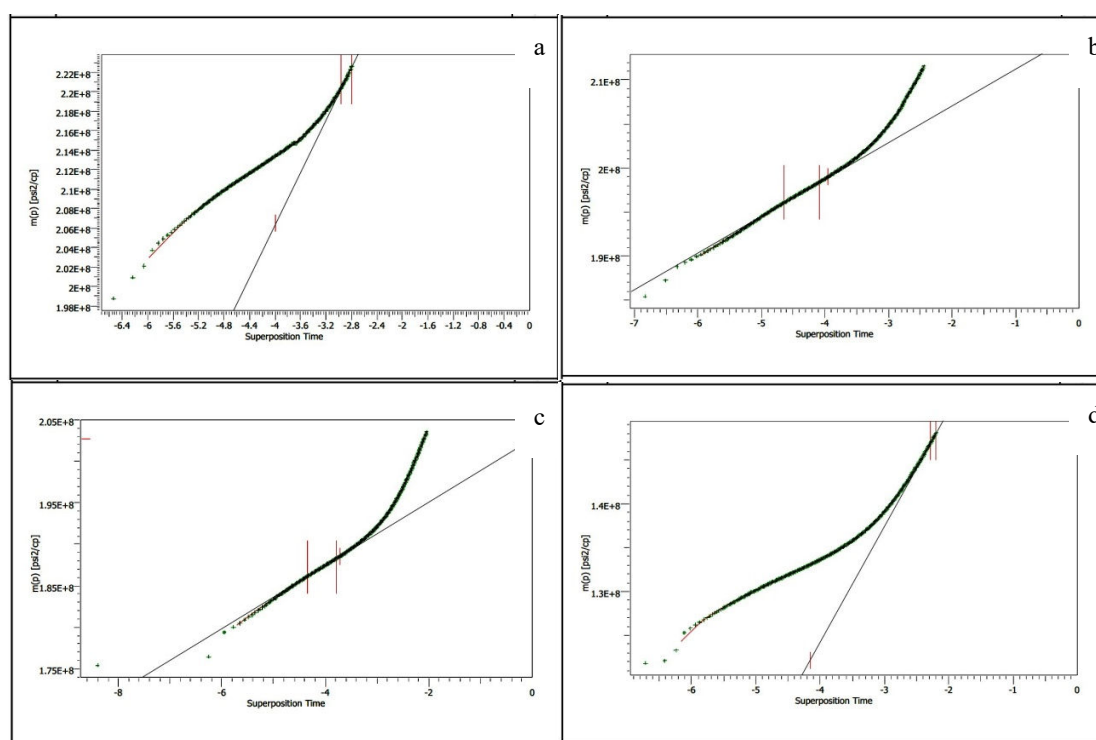 a
2.22E+8
2.2E+8
2.18E+8
2.16E+8
2.14E+8
2.12E+8
2.1E+8
2.08E+8
2.06E+8
2.04E+8
2.02E+8
2E+8
1.98E+8
m(p) [psi2/cp]
-6.4 -6 -5.6 -5.2 -4.8 -4.4 -4 -3.6 -3.2 -2.8 -2.4 -2 -1.6 -1.2 -0.8 -0.4 0
Superposition Time
b
2.1E+8
2E+8
1.9E+8
m(p) [psi2/cp]
-7 -6 -5 -4 -3 -2 -1 0
Superposition Time
c
2.05E+8
1.95E+8
1.85E+8
1.75E+8
m(p) [psi2/cp]
-8 -6 -4 -2 0
Superposition Time
d
1.4E+8
1.3E+8
m(p) [psi2/cp]
-6 -5 -4 -3 -2 -1 0
Superposition Time